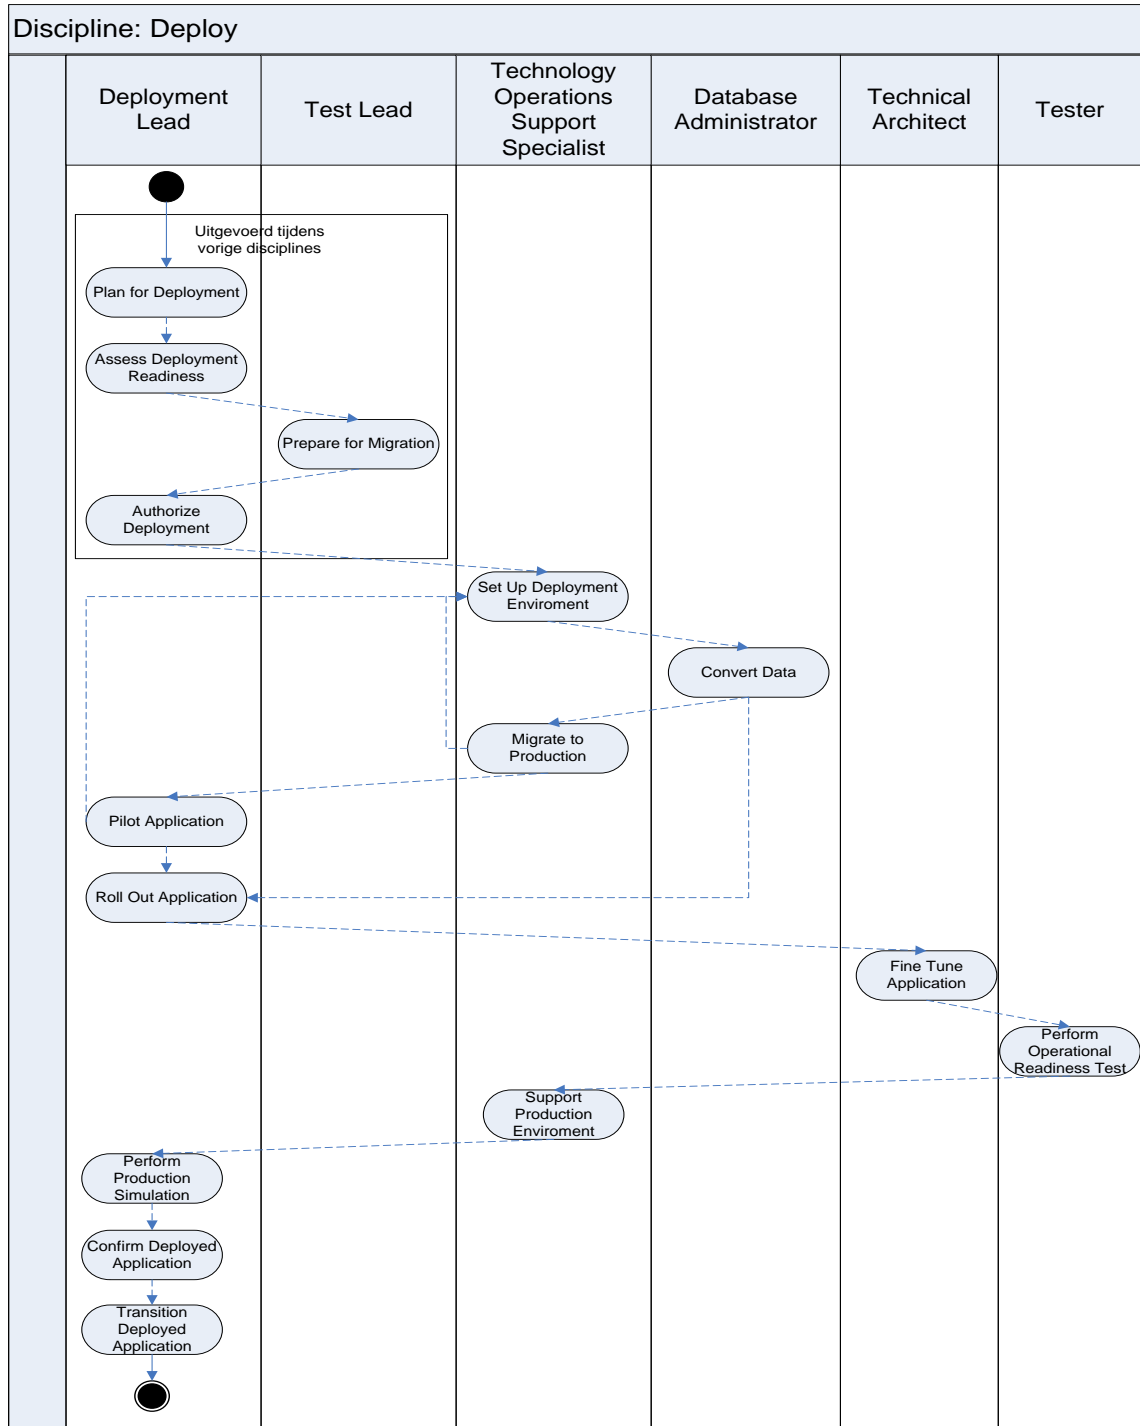 Discipline: Deploy
Deployment
Lead
Test Lead
Technology
Operations
Support
Specialist
Database
Administrator
Technical
Architect
Tester
Uitgevoerd tijdens
vorige disciplines
Plan for Deployment
Assess Deployment
Readiness
Prepare for Migration
Authorize
Deployment
Set Up Deployment
Enviroment
Convert Data
Migrate to
Production
Pilot Application
Roll Out Application
Fine Tune
Application
Perform
Operational
Readiness Test
Support
Production
Enviroment
Perform
Production
Simulation
Confirm Deployed
Application
Transition
Deployed
Application